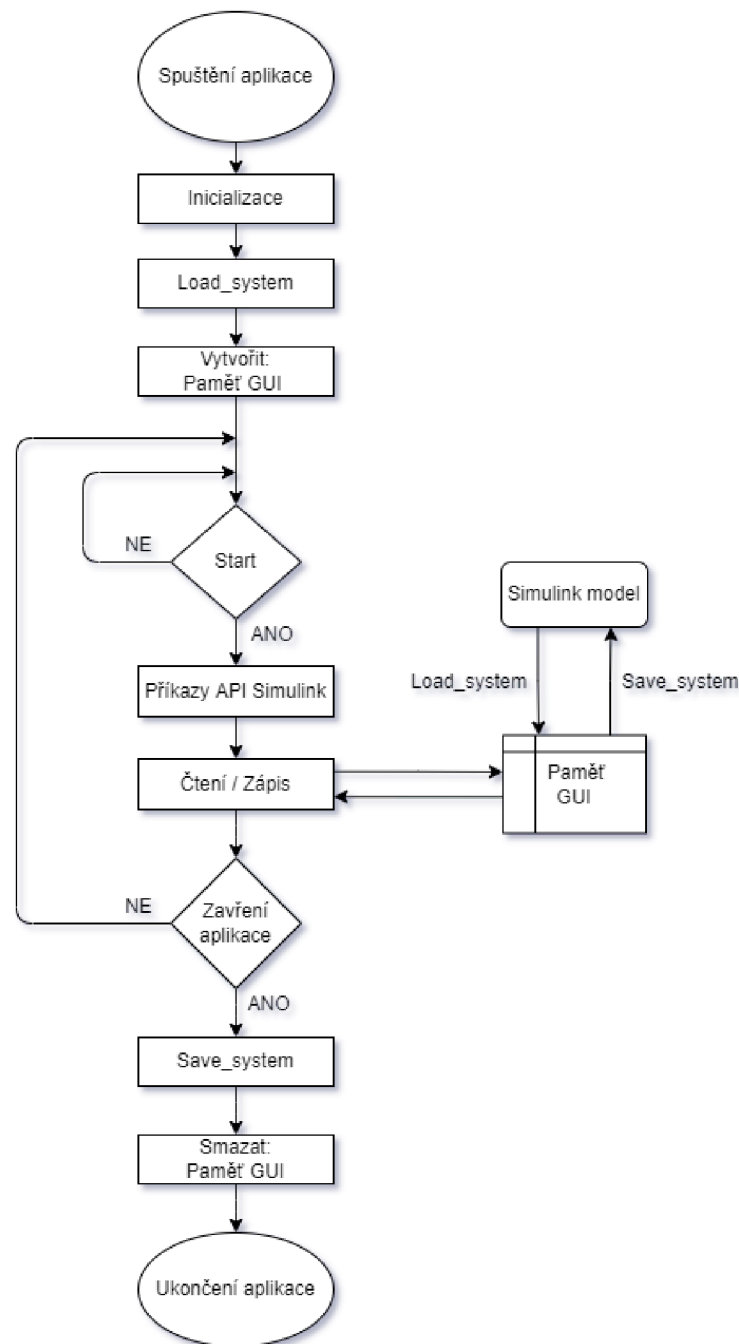 Spuštění aplikace
Inicializace
Load_system
Vytvořit:
Paměť GUI
NE
Start
ANO
Simulink model
Load_system
Save_system
Příkazy API Simulink
Čtení / Zápis
Paměť
GUI
NE
Zavření
aplikace
ANO
Save_system
Smazat:
Paměť GUI
Ukončení aplikace